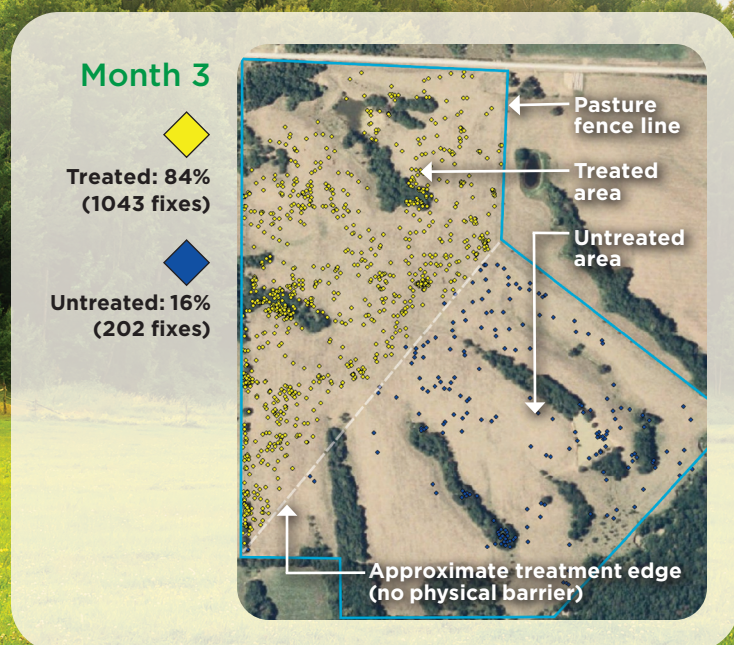 Month 3
Treated: 84%
(1043 fixes)
Untreated: 16%
(202 fixes)
Pasture
fence line
Treated
area
Untreated
area
Approximate treatment edge
(no physical barrier)